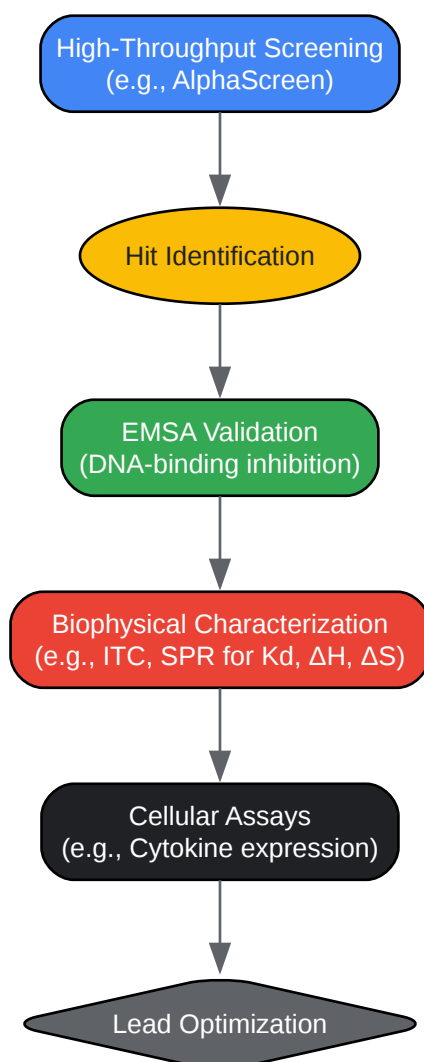 High-Throughput Screening
(e.g., AlphaScreen)
Hit Identification
EMSA Validation
(DNA-binding inhibition)
Biophysical Characterization
(e.g., ITC, SPR for Kd, ΔH, ΔS)
Cellular Assays
(e.g., Cytokine expression)
Lead Optimization